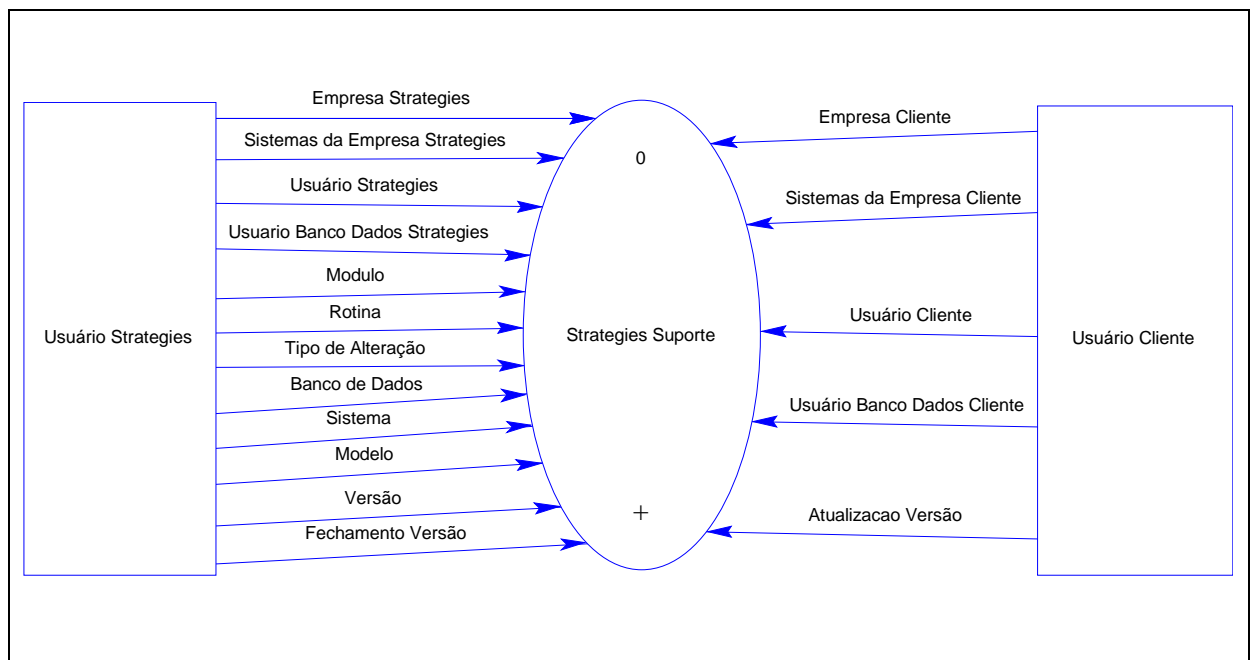 Usuário Strategies
Empresa Strategies
Sistemas da Empresa Strategies
Usuário Strategies
Usuario Banco Dados Strategies
Modulo
Rotina
Tipo de Alteração
Banco de Dados
Sistema
Modelo
Versão
Fechamento Versão
0
Strategies Suporte
+
Empresa Cliente
Sistemas da Empresa Cliente
Usuário Cliente
Usuário Banco Dados Cliente
Atualizacao Versão
Usuário Cliente